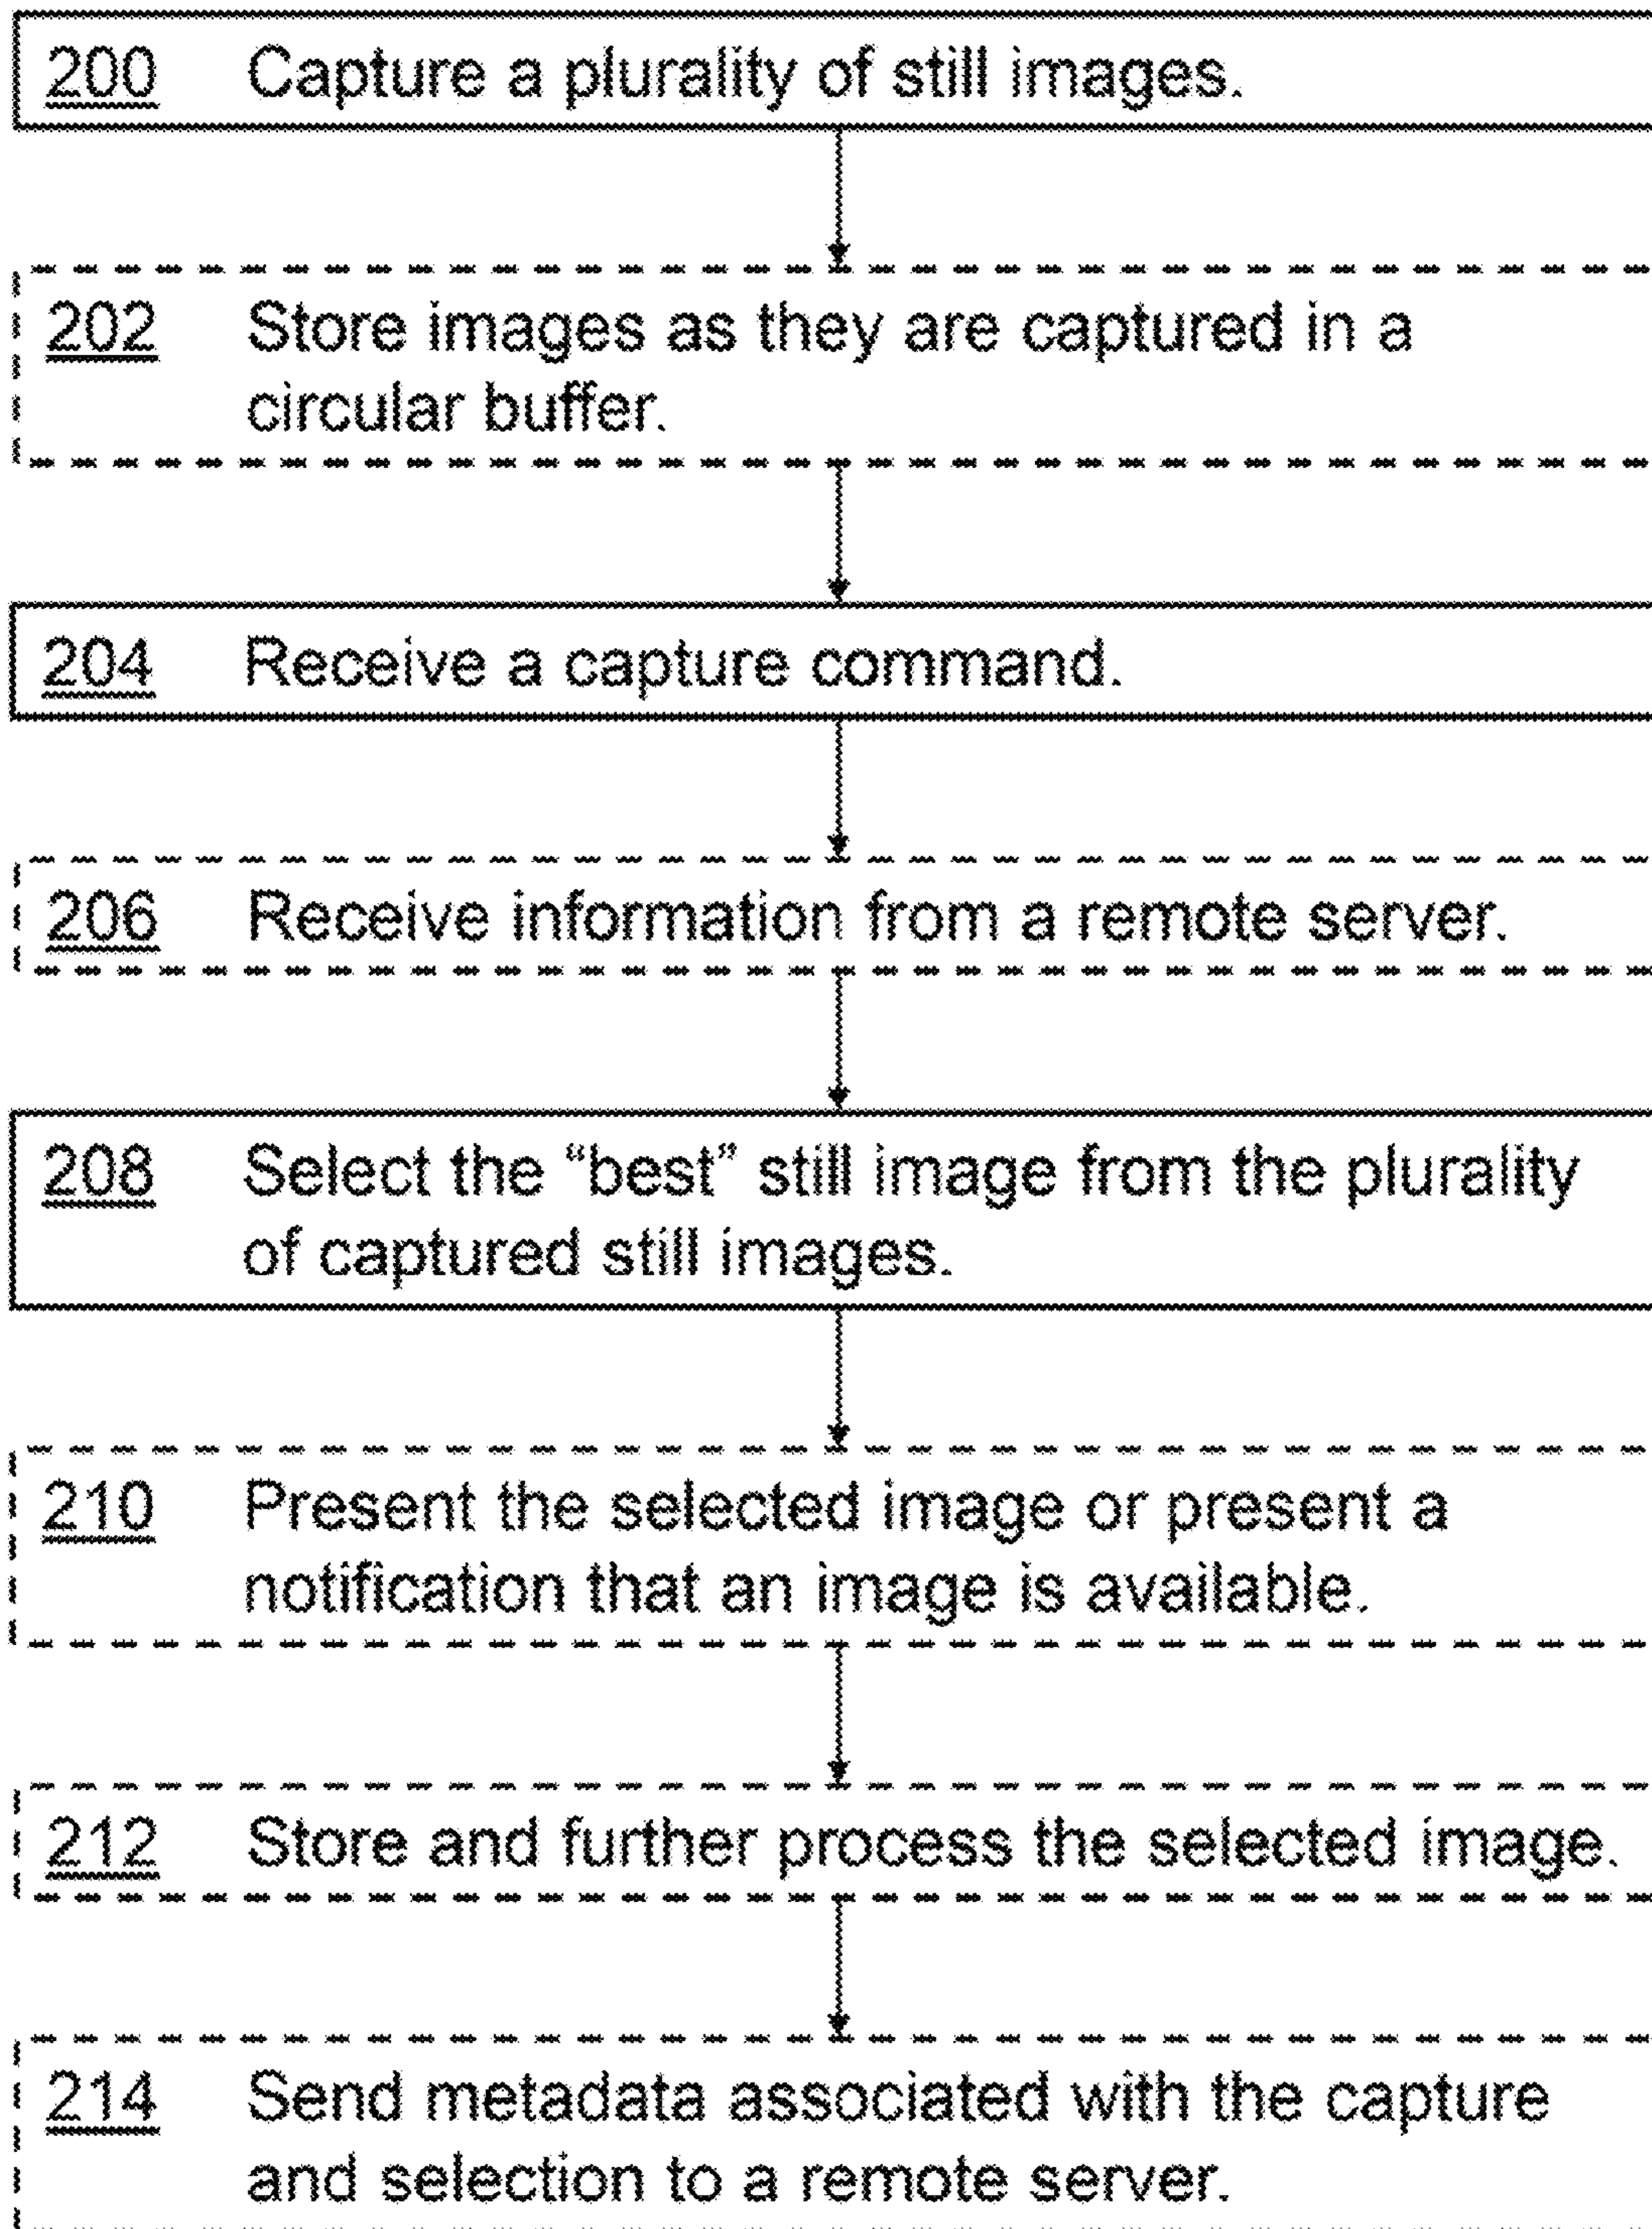 200 Capture a plurality of still images.
202 Store images as they are captured in a
circular buffer.
204 Receive a capture command.
206 Receive information from a remote server.
208 Select the “best” still image from the plurality
of captured still images.
210 Present the selected image or present a
notification that an image is available.
212 Store and further process the selected image.
214 Send metadata associated with the capture
and selection to a remote server.